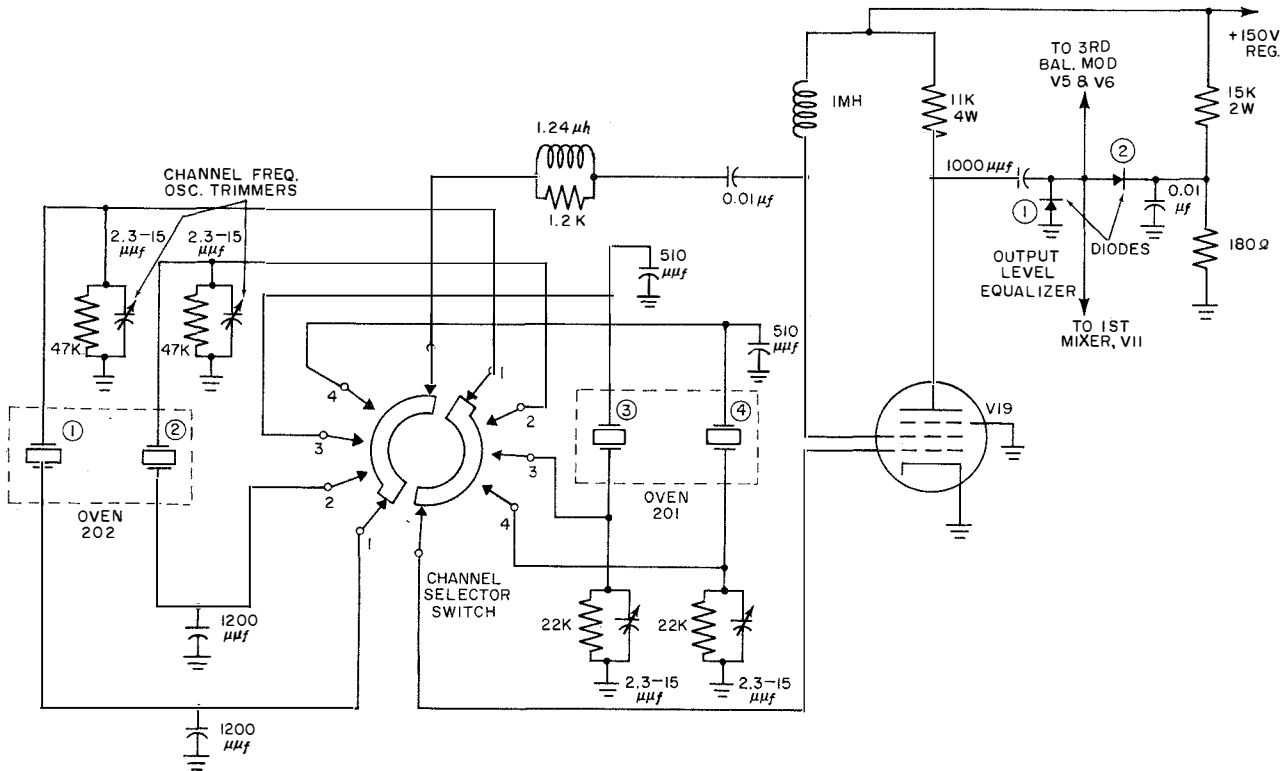 +150V
REG.
TO 3RD
BAL. MOD
V5 & V6
1MH
11K
4W
15K
2W
1.24 μh
1.2 K
0.01 μf
1000 μμf
①
②
DIODES
0.01
μf
180Ω
OUTPUT
LEVEL
EQUALIZER
TO 1ST
MIXER, V11
CHANNEL FREQ.
OSC. TRIMMERS
2.3-15
μμf
2.3-15
μμf
47K
47K
510
μμf
510
μμf
4
3
2
1
1
2
3
4
①
②
OVEN
202
③
④
OVEN
201
V19
CHANNEL
SELECTOR
SWITCH
22K
22K
2.3-15
μμf
2.3-15
μμf
1200
μμf
1200
μμf